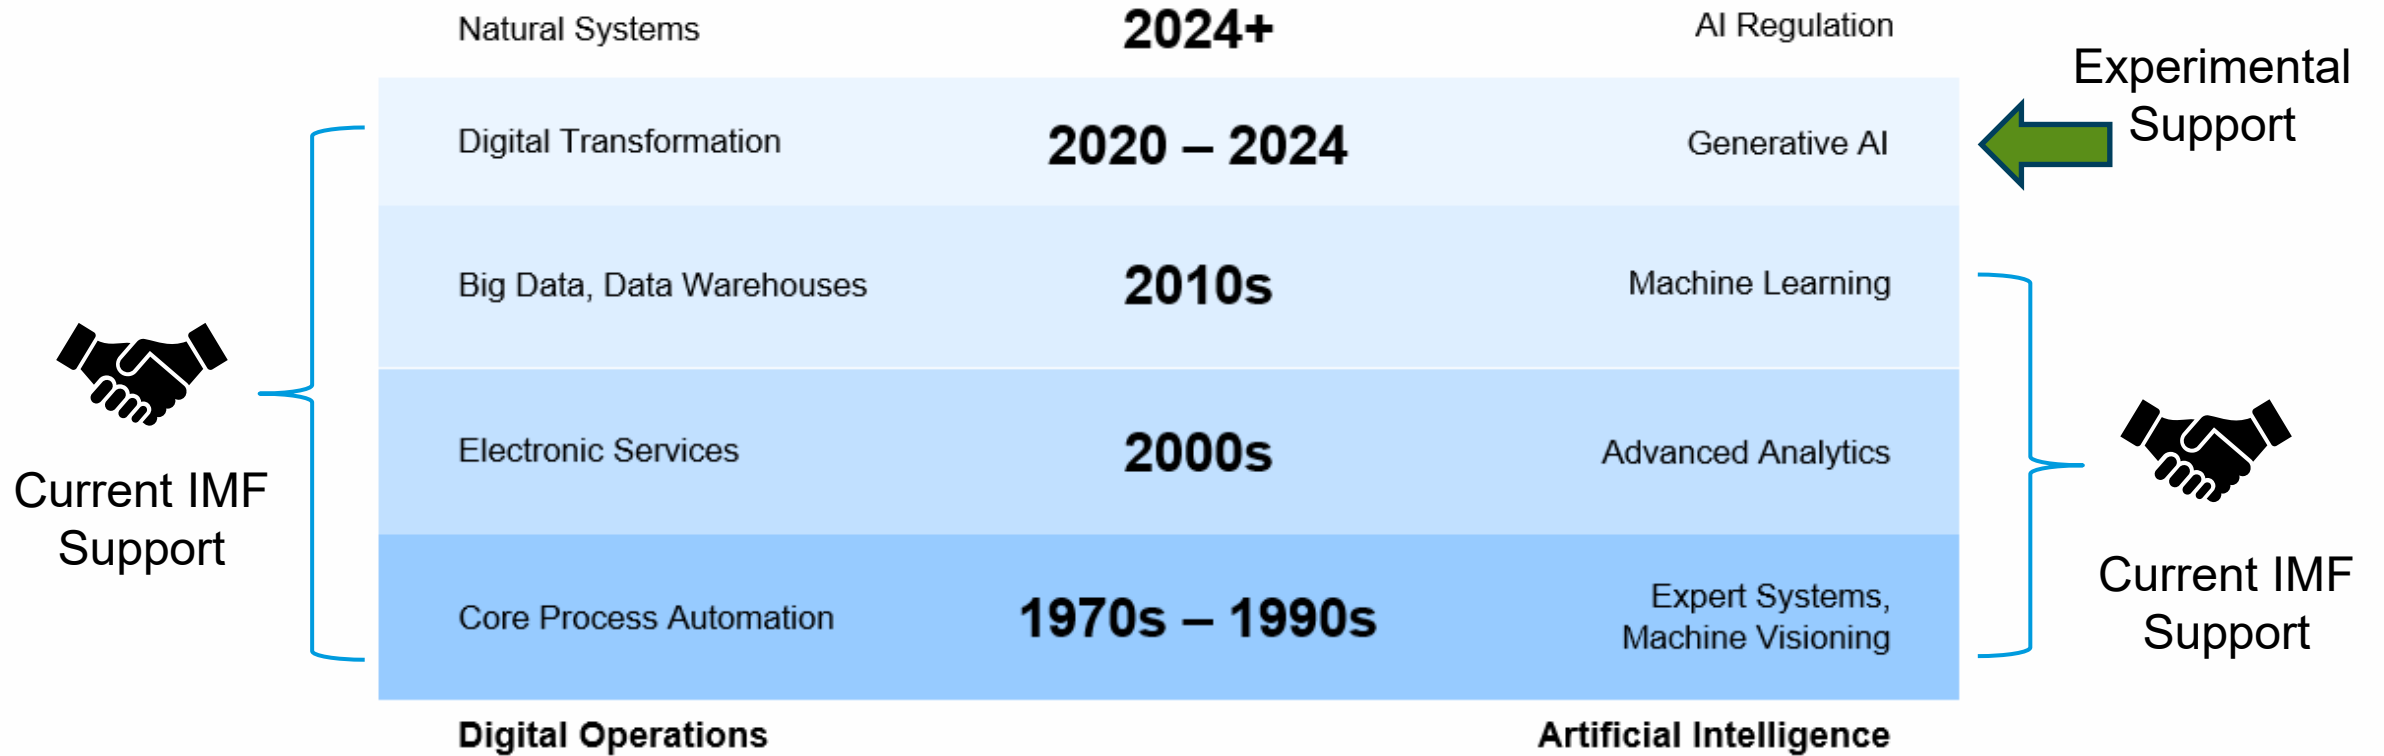 Natural Systems
2024+
AI Regulation
Experimental
Support
Digital Transformation
2020 – 2024
Generative AI
Big Data, Data Warehouses
2010s
Machine Learning
Current IMF
Support
Electronic Services
2000s
Advanced Analytics
Core Process Automation
1970s – 1990s
Expert Systems,
Machine Visioning
Current IMF
Support
Digital Operations
Artificial Intelligence